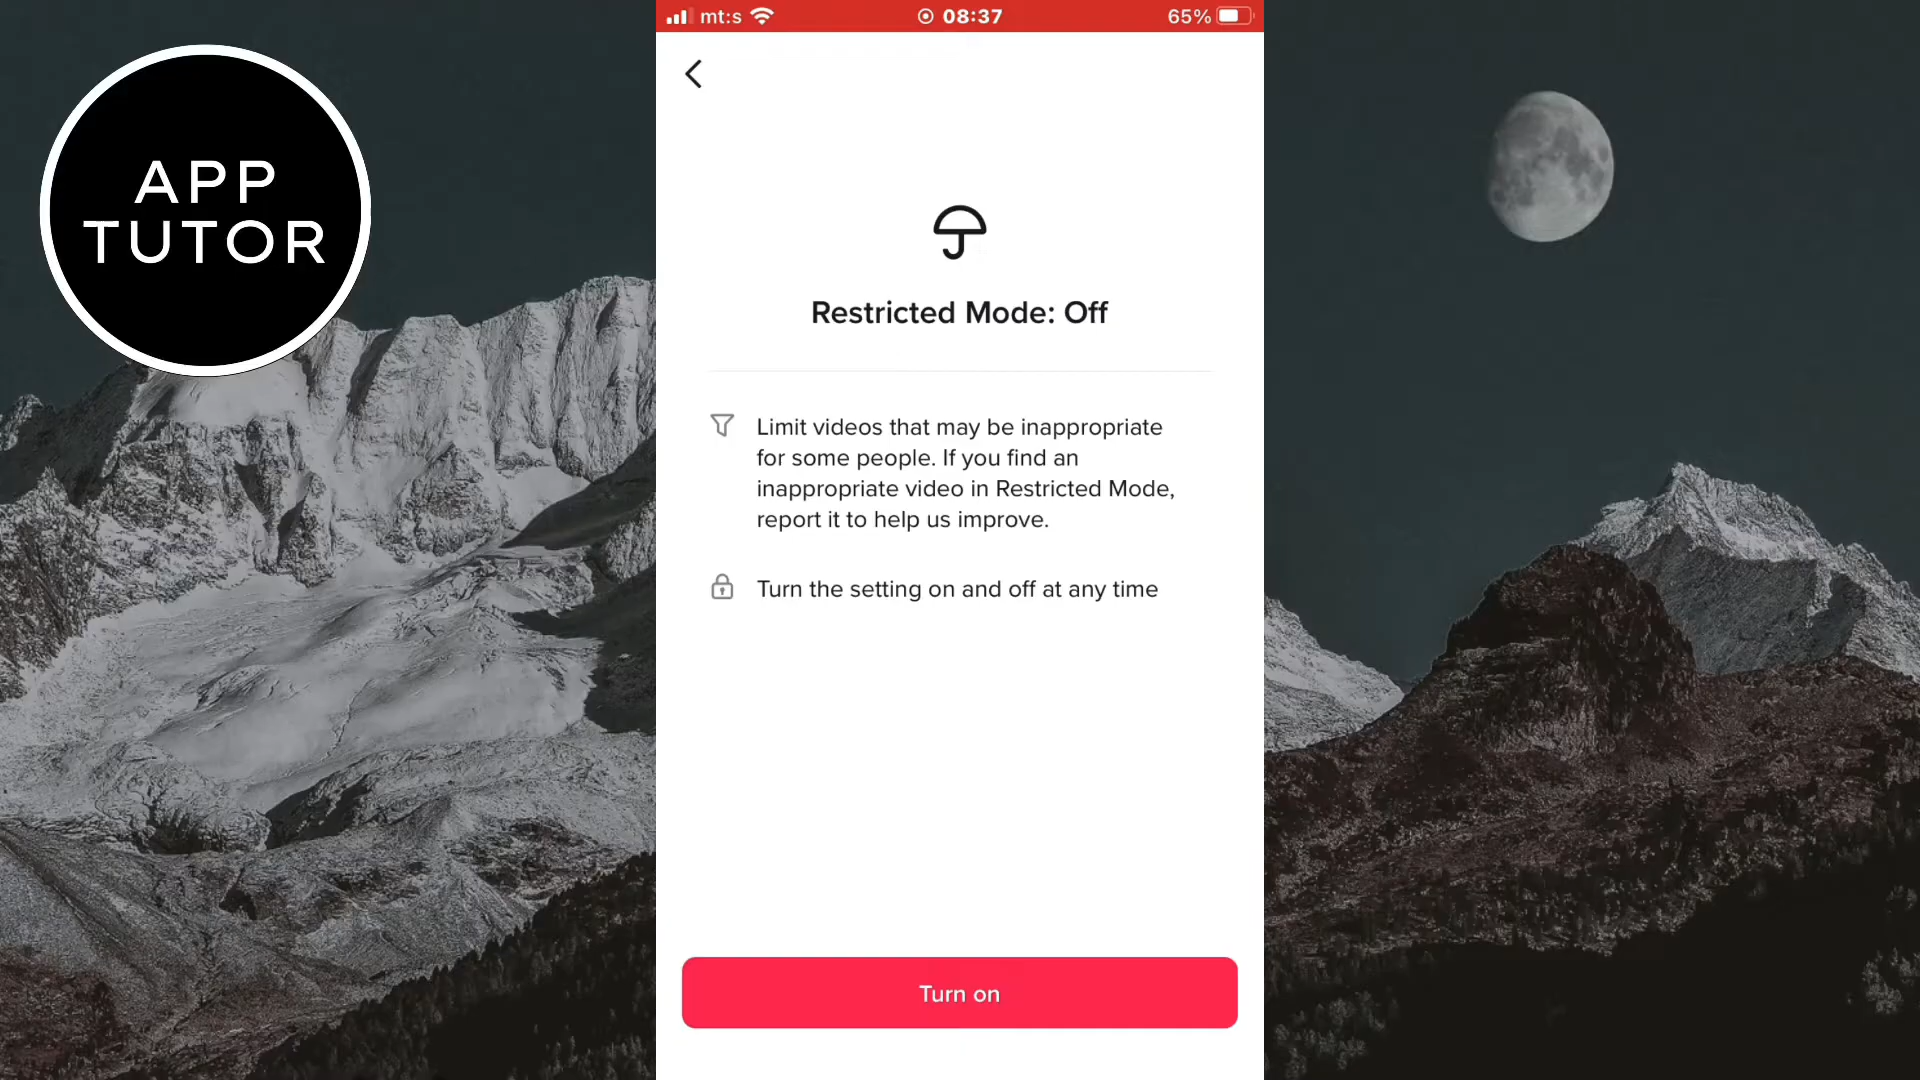 APP
TUTOR
mt:s 08:37 65%
Restricted Mode: Off
Limit videos that may be inappropriate
for some people. If you find an
inappropriate video in Restricted Mode,
report it to help us improve.
Turn the setting on and off at any time
Turn on